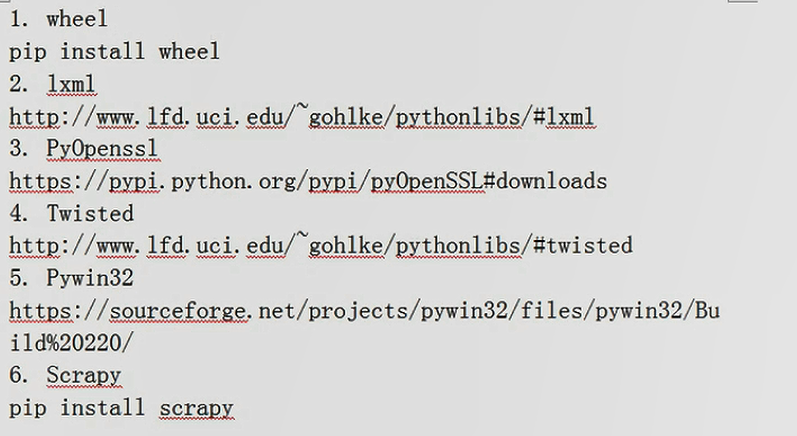 1. wheel
pip install wheel
2. lxml
http://www.lfd.uci.edu/~gohlke/pythonlibs/#lxml
3. PyOpenssl
https://pypi.python.org/pypi/pyOpenSSL#downloads
4. Twisted
http://www.lfd.uci.edu/~gohlke/pythonlibs/#twisted
5. Pywin32
https://sourceforge.net/projects/pywin32/files/pywin32/Bu
ild%20220/
6. Scrapy
pip install scrapy